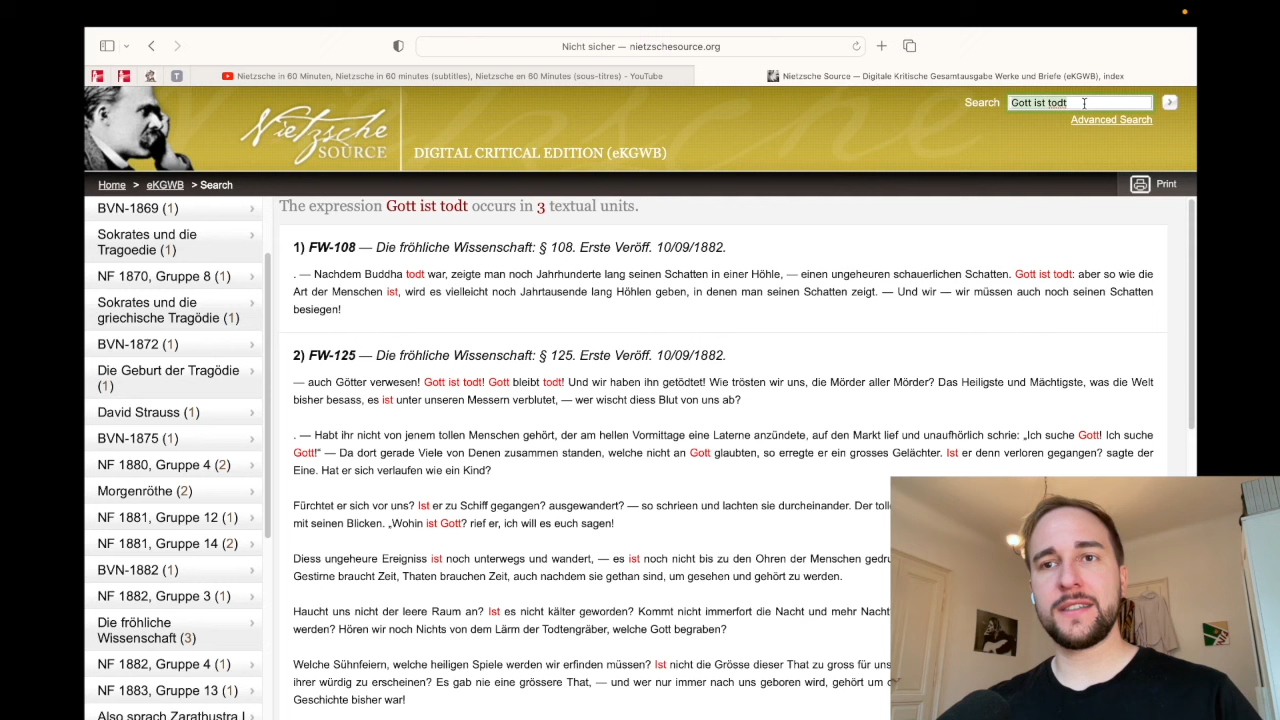 Nicht sicher — nietzschesource.org
Nietzsche in 60 Minuten, Nietzsche in 60 minutes (subtitles), Nietzsche en 60 Minutes (sous-titres) - YouTube
Nietzsche Source — Digitale Kritische Gesamtausgabe Werke und Briefe (eKGWB), index
T
Nietzsche
SOURCE
DIGITAL CRITICAL EDITION (eKGWB)
Search
Gott ist todt
Advanced Search
Home > eKGWB > Search
Print
BVN-1869 (1)
Sokrates und die
Tragoedie (1)
NF 1870, Gruppe 8 (1)
Sokrates und die
griechische Tragödie (1)
BVN-1872 (1)
Die Geburt der Tragödie
(1)
David Strauss (1)
BVN-1875 (1)
NF 1880, Gruppe 4 (2)
Morgenröthe (2)
NF 1881, Gruppe 12 (1)
NF 1881, Gruppe 14 (2)
BVN-1882 (1)
NF 1882, Gruppe 3 (1)
Die fröhliche
Wissenschaft (3)
NF 1882, Gruppe 4 (1)
NF 1883, Gruppe 13 (1)
Also sprach Zarathustra I
The expression Gott ist todt occurs in 3 textual units.
1) FW-108 — Die fröhliche Wissenschaft: § 108. Erste Veröff. 10/09/1882.
. — Nachdem Buddha todt war, zeigte man noch Jahrhunderte lang seinen Schatten in einer Höhle, — einen ungeheuren schauerlichen Schatten. Gott ist todt: aber so wie die
Art der Menschen ist, wird es vielleicht noch Jahrtausende lang Höhlen geben, in denen man seinen Schatten zeigt. — Und wir — wir müssen auch noch seinen Schatten
besiegen!
2) FW-125 — Die fröhliche Wissenschaft: § 125. Erste Veröff. 10/09/1882.
— auch Götter verwesen! Gott ist todt! Gott bleibt todt! Und wir haben ihn getödtet! Wie trösten wir uns, die Mörder aller Mörder? Das Heiligste und Mächtigste, was die Welt
bisher besass, es ist unter unseren Messern verblutet, — wer wischt diess Blut von uns ab?
. — Habt ihr nicht von jenem tollen Menschen gehört, der am hellen Vormittage eine Laterne anzündete, auf den Markt lief und unaufhörlich schrie: „Ich suche Gott! Ich suche
Gott!“ — Da dort gerade Viele von Denen zusammen standen, welche nicht an Gott glaubten, so erregte er ein grosses Gelächter. Ist er denn verloren gegangen? sagte der
Eine. Hat er sich verlaufen wie ein Kind?
Fürchtet er sich vor uns? Ist er zu Schiff gegangen? ausgewandert? — so schrieen und lachten sie durcheinander. Der tolle
mit seinen Blicken. „Wohin ist Gott? rief er, ich will es euch sagen!
Diess ungeheure Ereigniss ist noch unterwegs und wandert, — es ist noch nicht bis zu den Ohren der Menschen gedru
Gestirne braucht Zeit, Thaten brauchen Zeit, auch nachdem sie gethan sind, um gesehen und gehört zu werden.
Haucht uns nicht der leere Raum an? Ist es nicht kälter geworden? Kommt nicht immerfort die Nacht und mehr Nacht
werden? Hören wir noch Nichts von dem Lärm der Todtengräber, welche Gott begraben?
Welche Sühnfeiern, welche heiligen Spiele werden wir erfinden müssen? Ist nicht die Grösse dieser That zu gross für uns
ihrer würdig zu erscheinen? Es gab nie eine grössere That, — und wer nur immer nach uns geboren wird, gehört um
Geschichte bisher war!